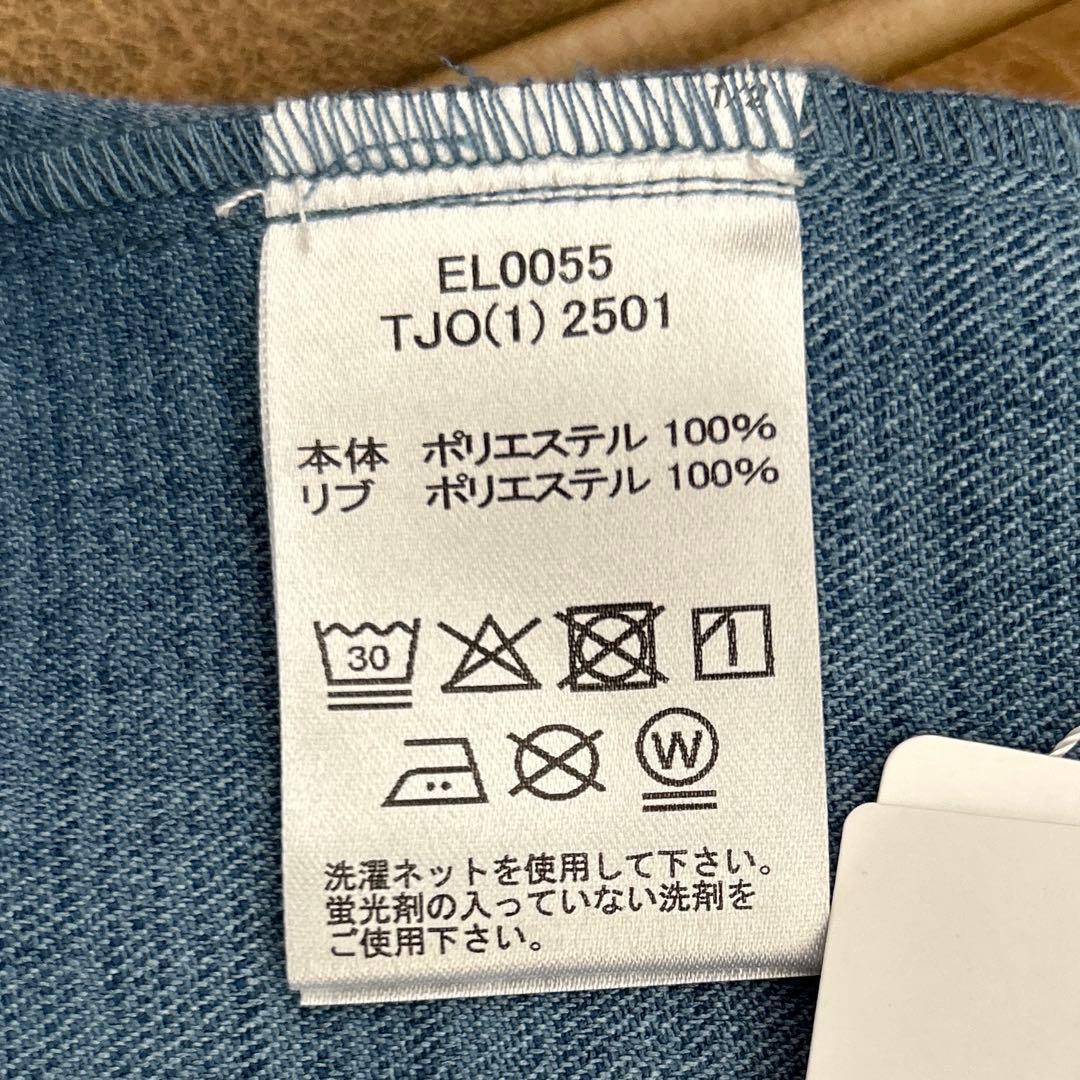 EL0055
TJO(1) 2501
本体 ポリエステル 100%
リブ ポリエステル 100%
30
W
洗濯ネットを使用して下さい。
蛍光剤の入っていない洗剤を
ご使用下さい。